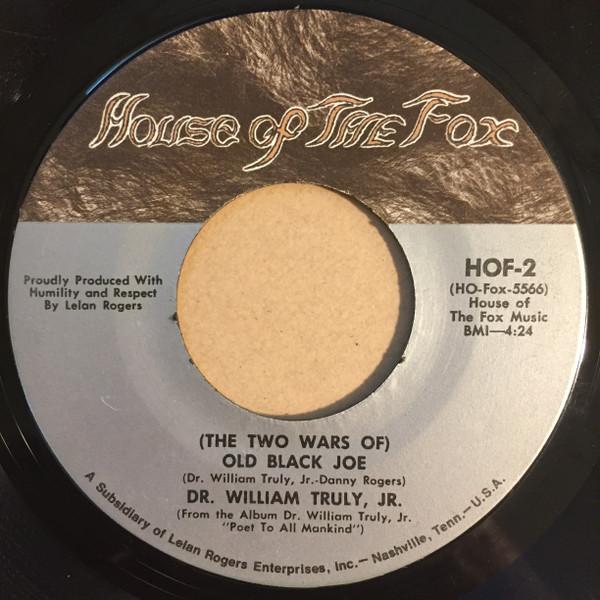 House of The Fox
Proudly Produced With
Humility and Respect
By Lelan Rogers
HOF-2
(HO-Fox-5566)
House of
The Fox Music
BMI—4:24
(THE TWO WARS OF)
OLD BLACK JOE
(Dr. William Truly, Jr.-Danny Rogers)
DR. WILLIAM TRULY, JR.
(From the Album Dr. William Truly, Jr.
"Poet To All Mankind")
A Subsidiary of Lelan Rogers Enterprises, Inc.—Nashville, Tenn.—U.S.A.